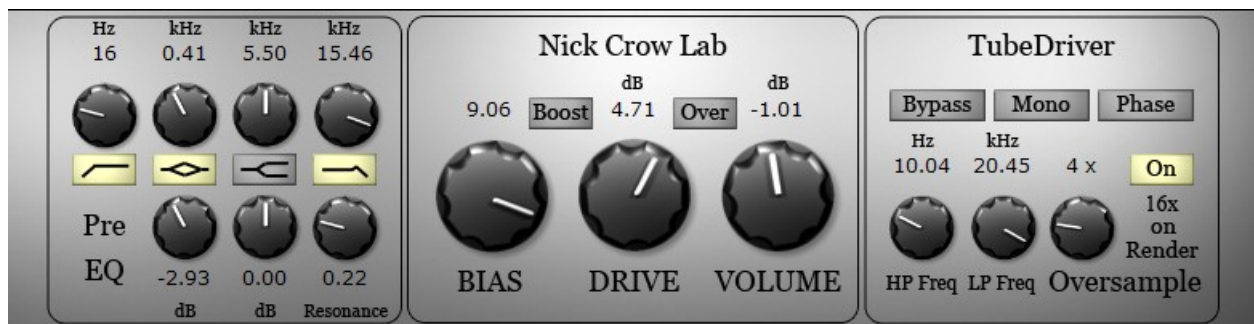 Hz kHz kHz kHz
16 0.41 5.50 15.46
Pre
EQ
-2.93 0.00 0.22
dB dB Resonance
Nick Crow Lab
dB dB
9.06 Boost 4.71 Over -1.01
BIAS DRIVE VOLUME
TubeDriver
Bypass Mono Phase
Hz kHz
10.04 20.45 4 x On
16x
on
Render
HP Freq LP Freq Oversample